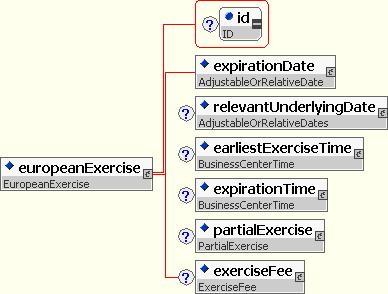 ? id
ID
expirationDate
AdjustableOrRelativeDate
? relevantUnderlyingDate
AdjustableOrRelativeDates
? earliestExerciseTime
BusinessCenterTime
europeanExercise
EuropeanExercise
? expirationTime
BusinessCenterTime
? partialExercise
PartialExercise
? exerciseFee
ExerciseFee